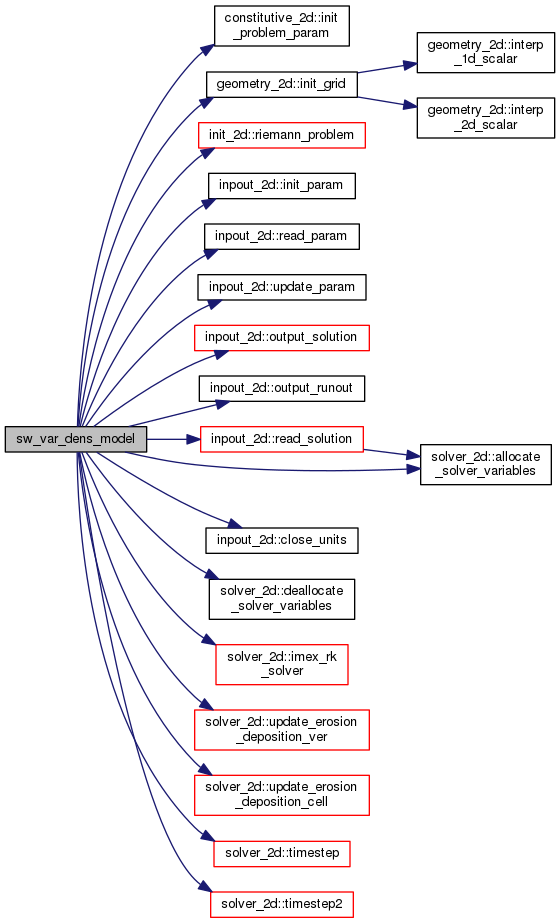 constitutive_2d::init
_problem_param
geometry_2d::init_grid
geometry_2d::interp
_1d_scalar
geometry_2d::interp
_2d_scalar
init_2d::riemann_problem
inpout_2d::init_param
inpout_2d::read_param
inpout_2d::update_param
inpout_2d::output_solution
inpout_2d::output_runout
sw_var_dens_model
inpout_2d::read_solution
solver_2d::allocate
_solver_variables
inpout_2d::close_units
solver_2d::deallocate
_solver_variables
solver_2d::imex_rk
_solver
solver_2d::update_erosion
_deposition_ver
solver_2d::update_erosion
_deposition_cell
solver_2d::timestep
solver_2d::timestep2